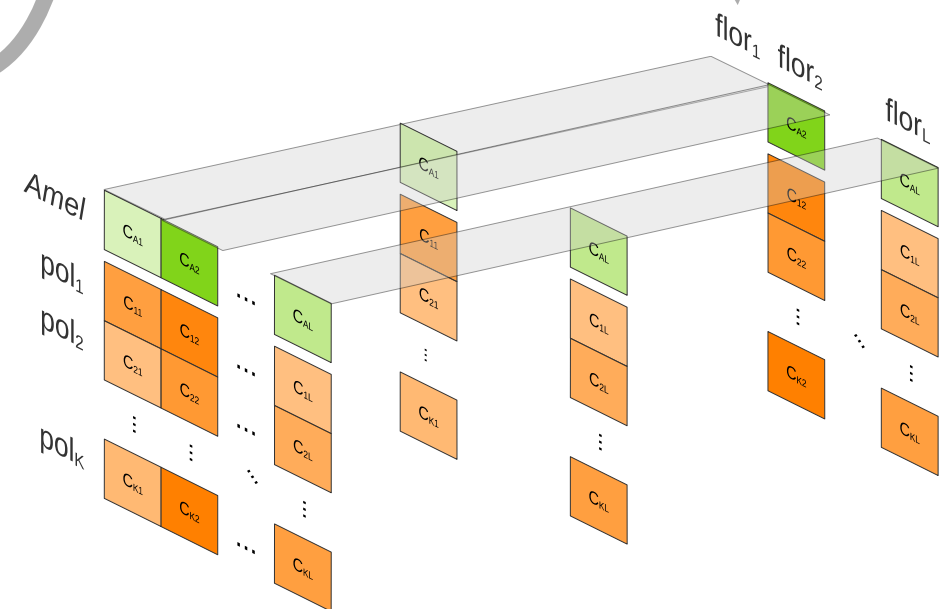 flor1 flor2
florL
Amel
pol1
pol2
polK
CA1 CA2 ... CAL
C11 C12 ... C1L
C21 C22 ... C2L
CK1 CK2 ... CKL
CA1
C11
C21
...
CK1
CAL
C1L
C2L
...
CKL
CA2
C12
C22
...
CK2
CAL
C1L
C2L
...
CKL